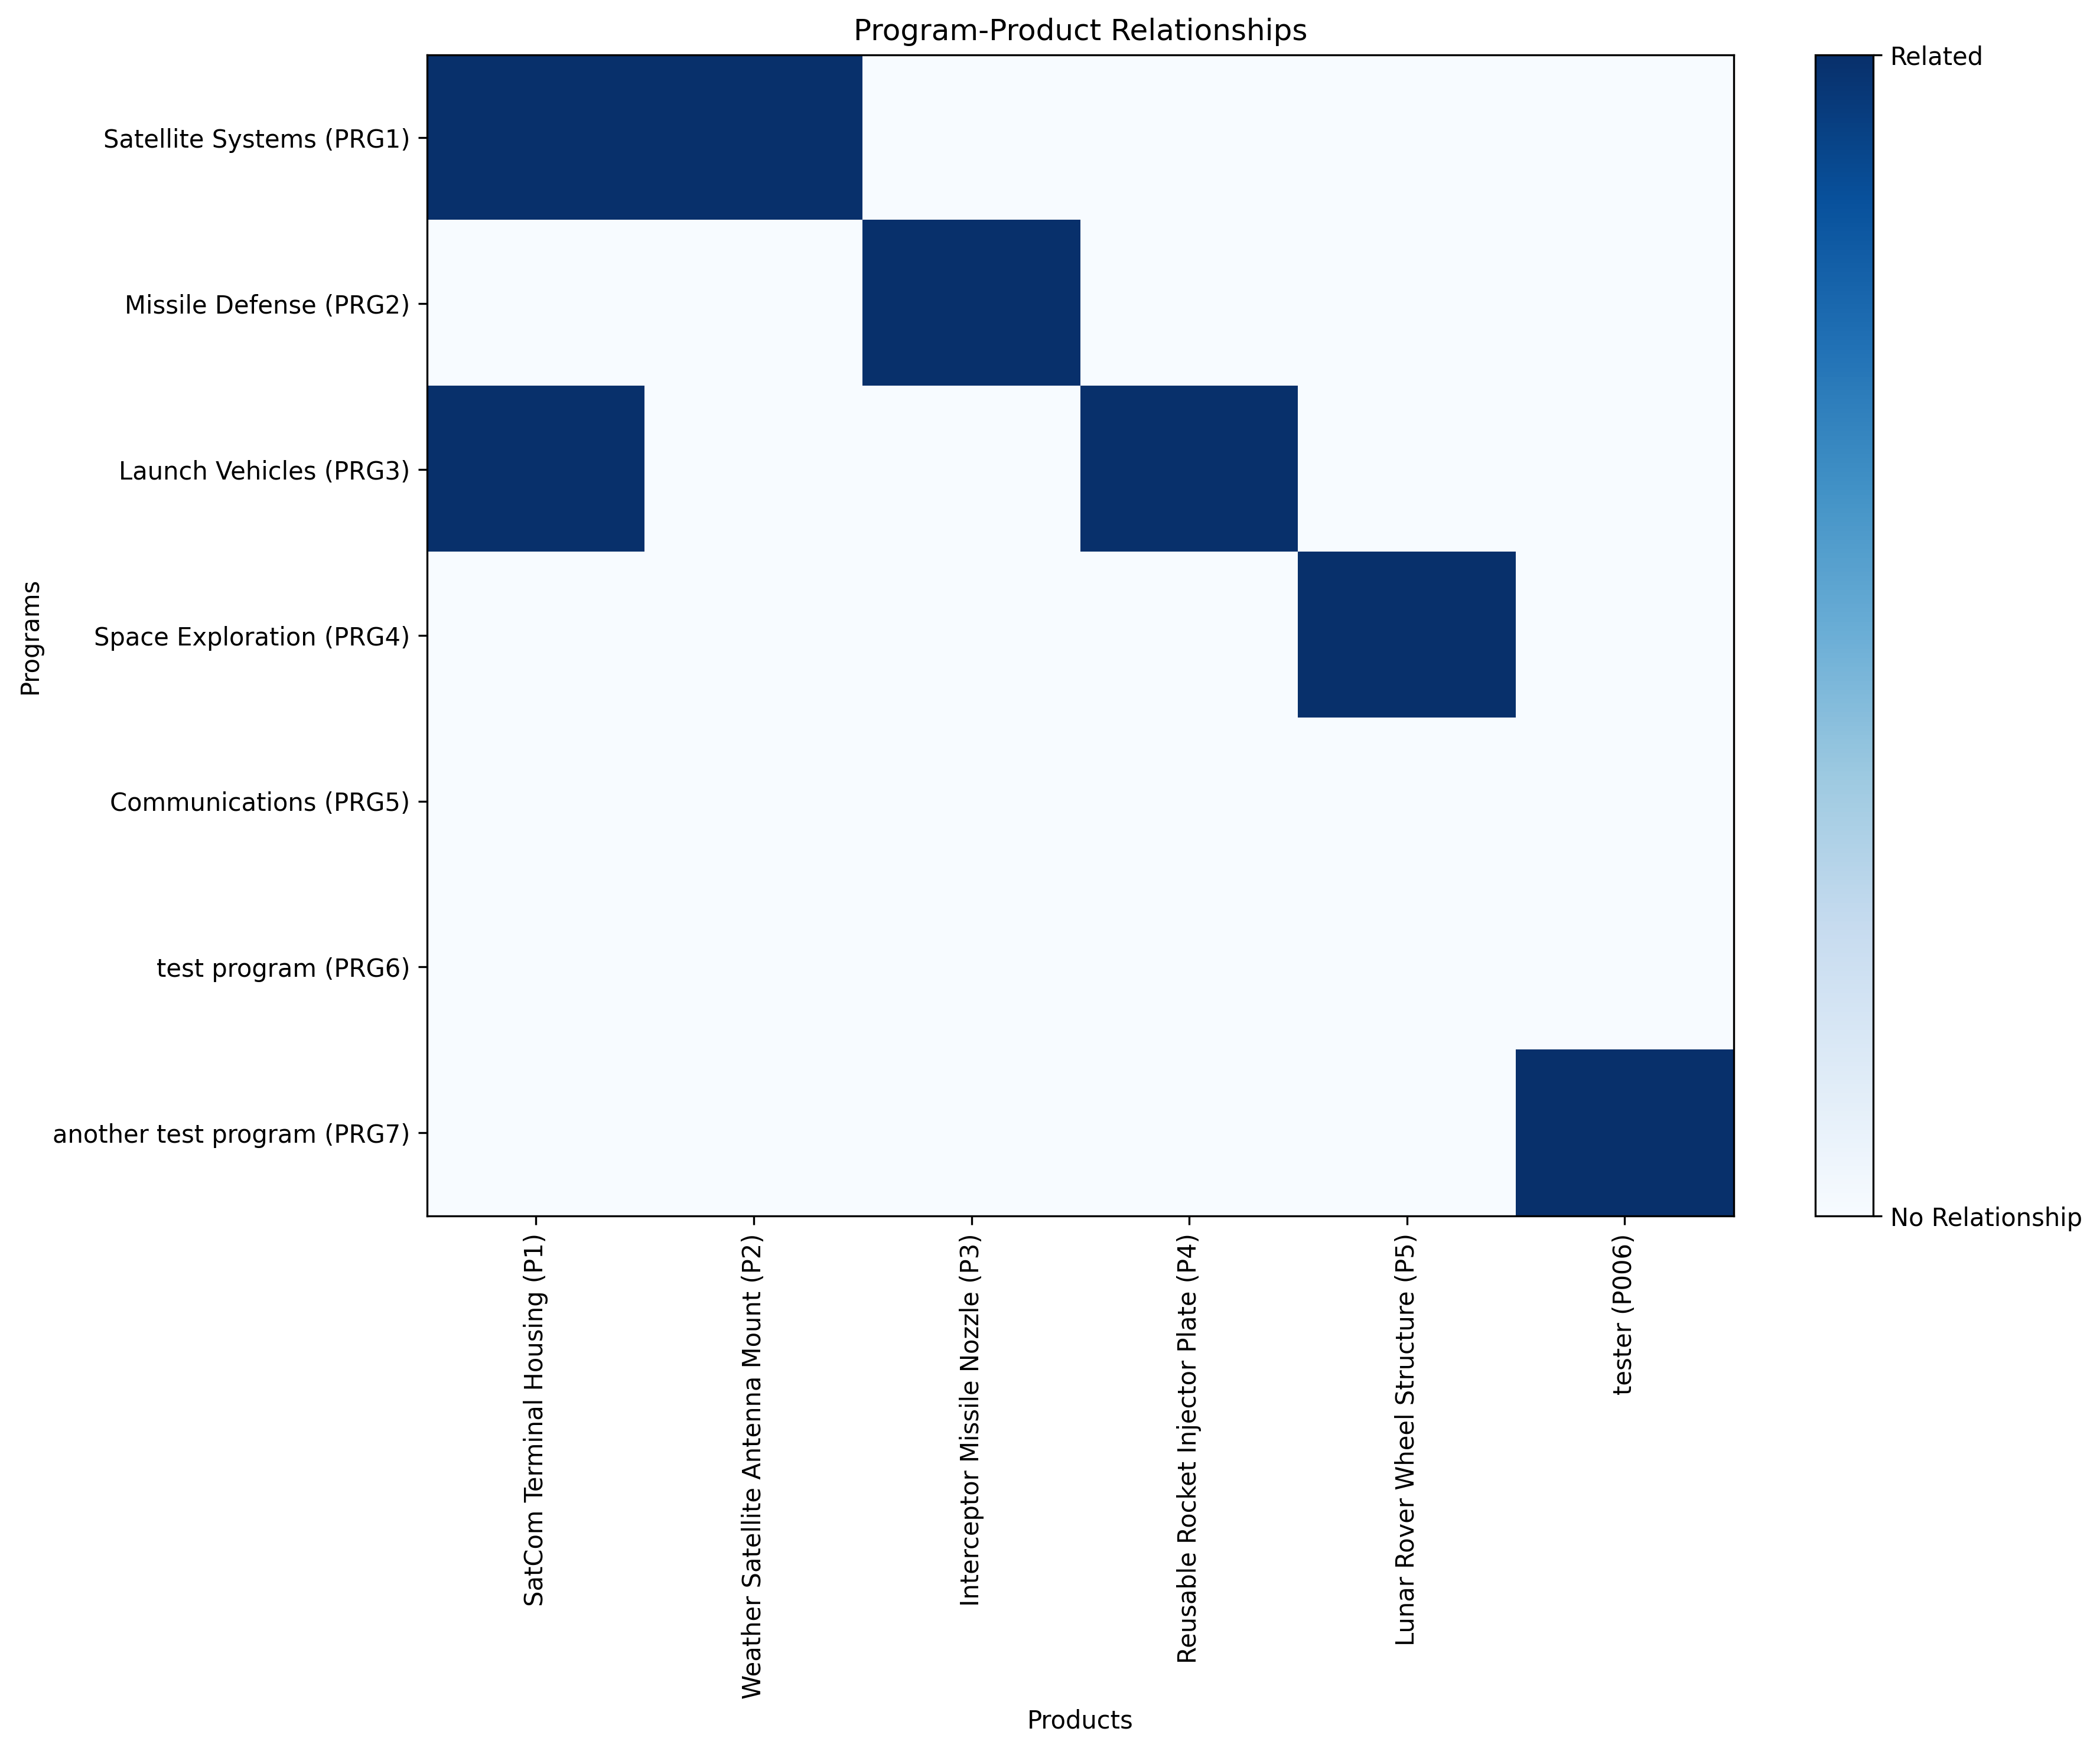 Program-Product Relationships
Related
Satellite Systems (PRG1)
Missile Defense (PRG2)
Launch Vehicles (PRG3)
Space Exploration (PRG4)
Communications (PRG5)
test program (PRG6)
another test program (PRG7)
Programs
No Relationship
SatCom Terminal Housing (P1)
Weather Satellite Antenna Mount (P2)
Interceptor Missile Nozzle (P3)
Reusable Rocket Injector Plate (P4)
Lunar Rover Wheel Structure (P5)
tester (P006)
Products